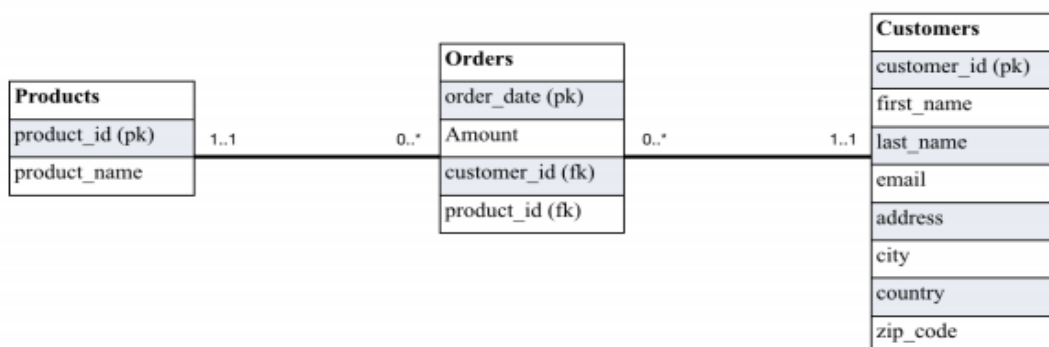 Products
product_id (pk)
product_name
1..1
0..*
Orders
order_date (pk)
Amount
customer_id (fk)
product_id (fk)
0..*
1..1
Customers
customer_id (pk)
first_name
last_name
email
address
city
country
zip_code